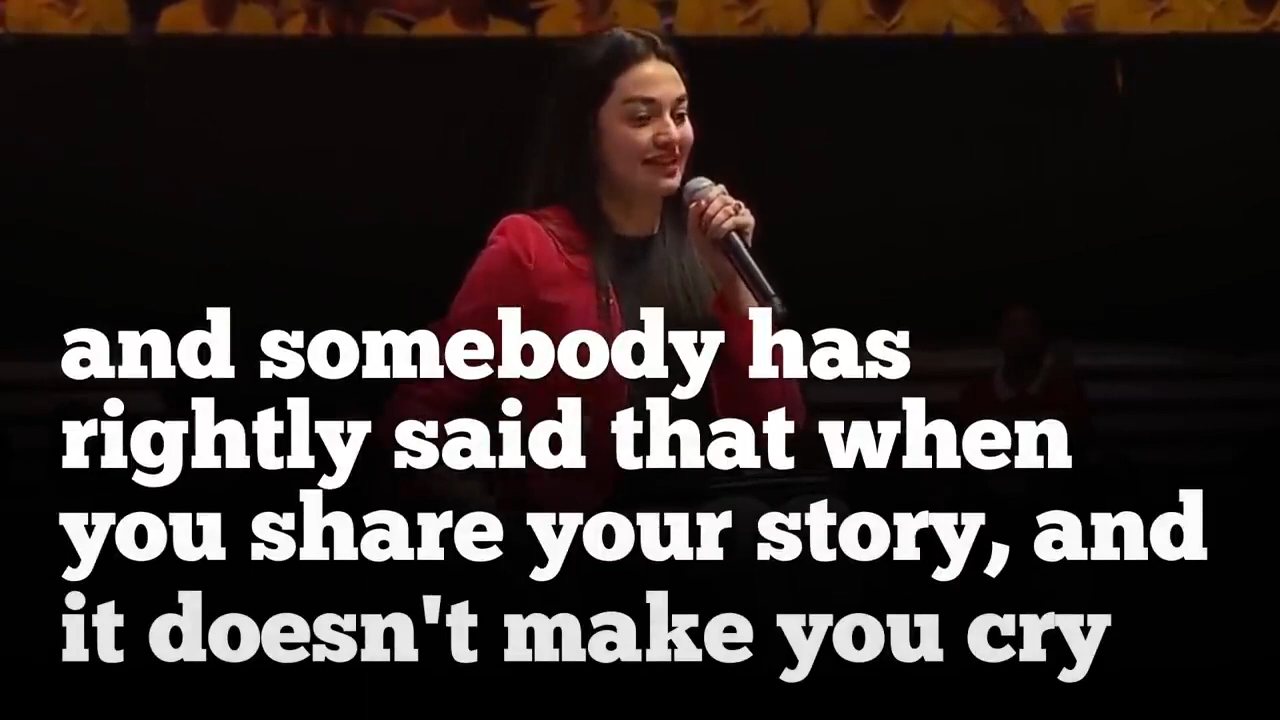 and somebody has
rightly said that when
you share your story, and
it doesn't make you cry